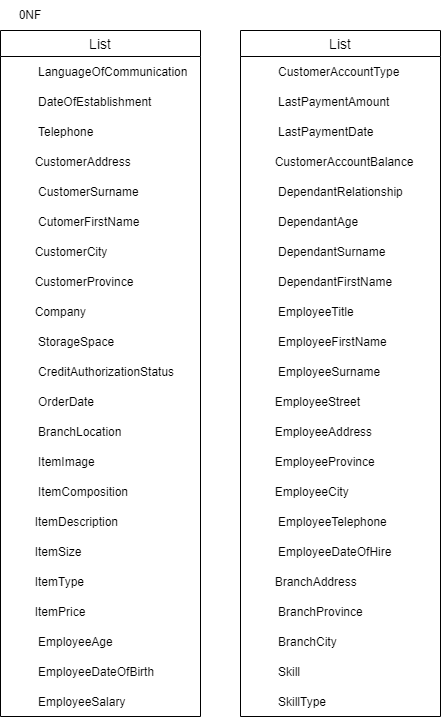 0NF
List
LanguageOfCommunication
DateOfEstablishment
Telephone
CustomerAddress
CustomerSurname
CutomerFirstName
CustomerCity
CustomerProvince
Company
StorageSpace
CreditAuthorizationStatus
OrderDate
BranchLocation
ItemImage
ItemComposition
ItemDescription
ItemSize
ItemType
ItemPrice
EmployeeAge
EmployeeDateOfBirth
EmployeeSalary
List
CustomerAccountType
LastPaymentAmount
LastPaymentDate
CustomerAccountBalance
DependantRelationship
DependantAge
DependantSurname
DependantFirstName
EmployeeTitle
EmployeeFirstName
EmployeeSurname
EmployeeStreet
EmployeeAddress
EmployeeProvince
EmployeeCity
EmployeeTelephone
EmployeeDateOfHire
BranchAddress
BranchProvince
BranchCity
Skill
SkillType